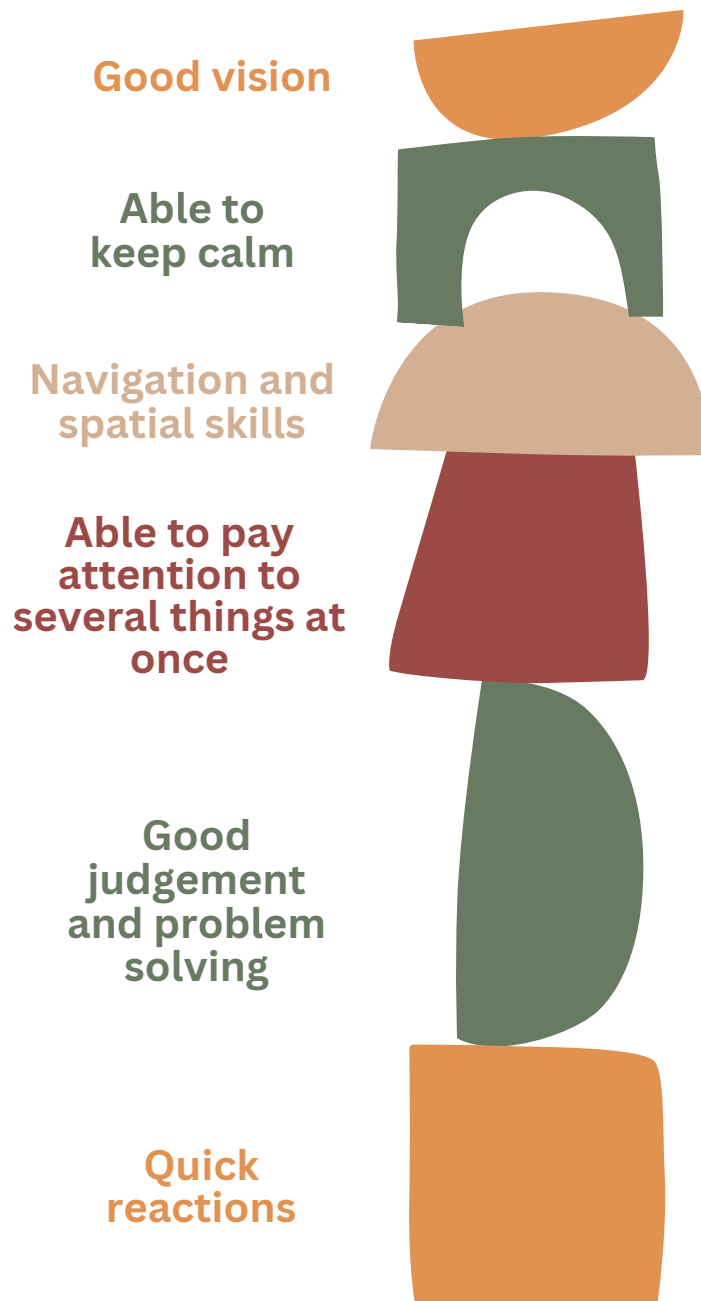 Good vision
Able to
keep calm
Navigation and
spatial skills
Able to pay
attention to
several things at
once
Good
judgement
and problem
solving
Quick
reactions